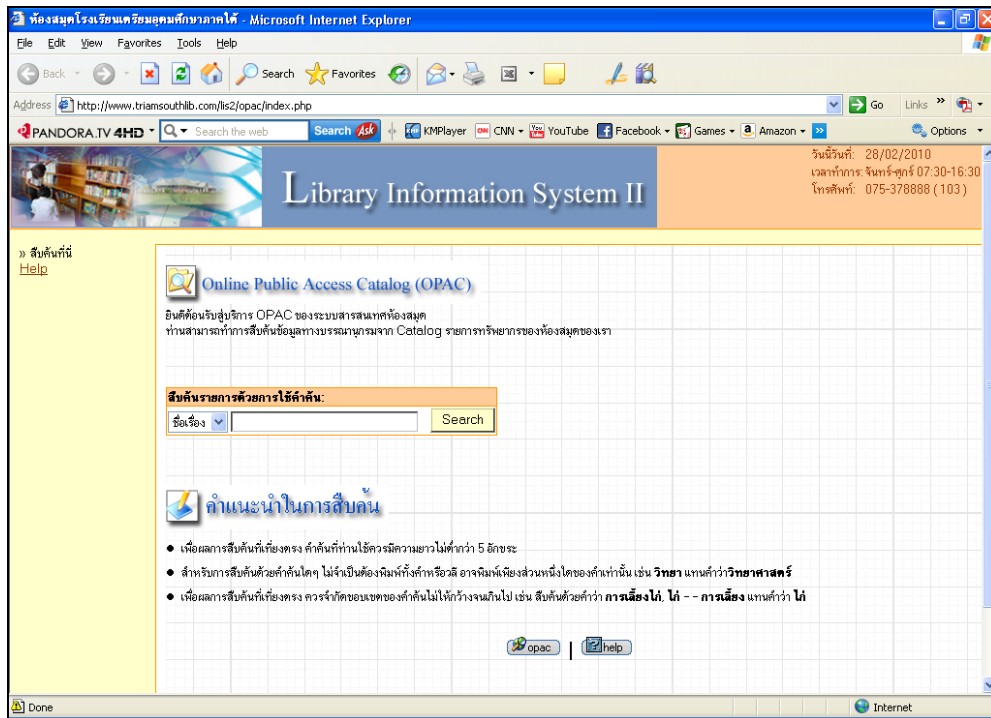 ห้องสมุดโรงเรียนเตรียมอุดมศึกษาภาคใต้ - Microsoft Internet Explorer
File Edit View Favorites Tools Help
Back Search Favorites
Address http://www.triamsouthlib.com/lis2/opac/index.php Go Links
PANDORA.TV 4HD Search the web Search Ask KMPlayer CNN YouTube Facebook Games Amazon Options
Library Information System II
วันนี้วันที่: 28/02/2010
เวลาทำการ: จันทร์-ศุกร์ 07:30-16:30
โทรศัพท์: 075-378888 ( 103 )
» สืบค้นที่นี่
Help
Online Public Access Catalog (OPAC)
ยินดีต้อนรับสู่บริการ OPAC ของระบบสารสนเทศห้องสมุด
ท่านสามารถทำการสืบค้นข้อมูลทางบรรณานุกรมจาก Catalog รายการทรัพยากรของห้องสมุดของเรา
สืบค้นรายการด้วยการใช้คำค้น:
ชื่อเรื่อง Search
คำแนะนำในการสืบค้น
● เพื่อผลการสืบค้นที่เที่ยงตรง คำค้นที่ท่านใช้ควรมีความยาวไม่ต่ำกว่า 5 อักขระ
● สำหรับการสืบค้นด้วยคำค้นใดๆ ไม่จำเป็นต้องพิมพ์ทั้งคำหรือวลี อาจพิมพ์เพียงส่วนหนึ่งใดของคำเท่านั้น เช่น วิทยา แทนคำว่าวิทยาศาสตร์
● เพื่อผลการสืบค้นที่เที่ยงตรง ควรจำกัดขอบเขตของคำค้นไม่ให้กว้างจนเกินไป เช่น สืบค้นด้วยคำว่า การเลี้ยงไก่, ไก่ - - การเลี้ยง แทนคำว่า ไก่
opac | help
Done Internet